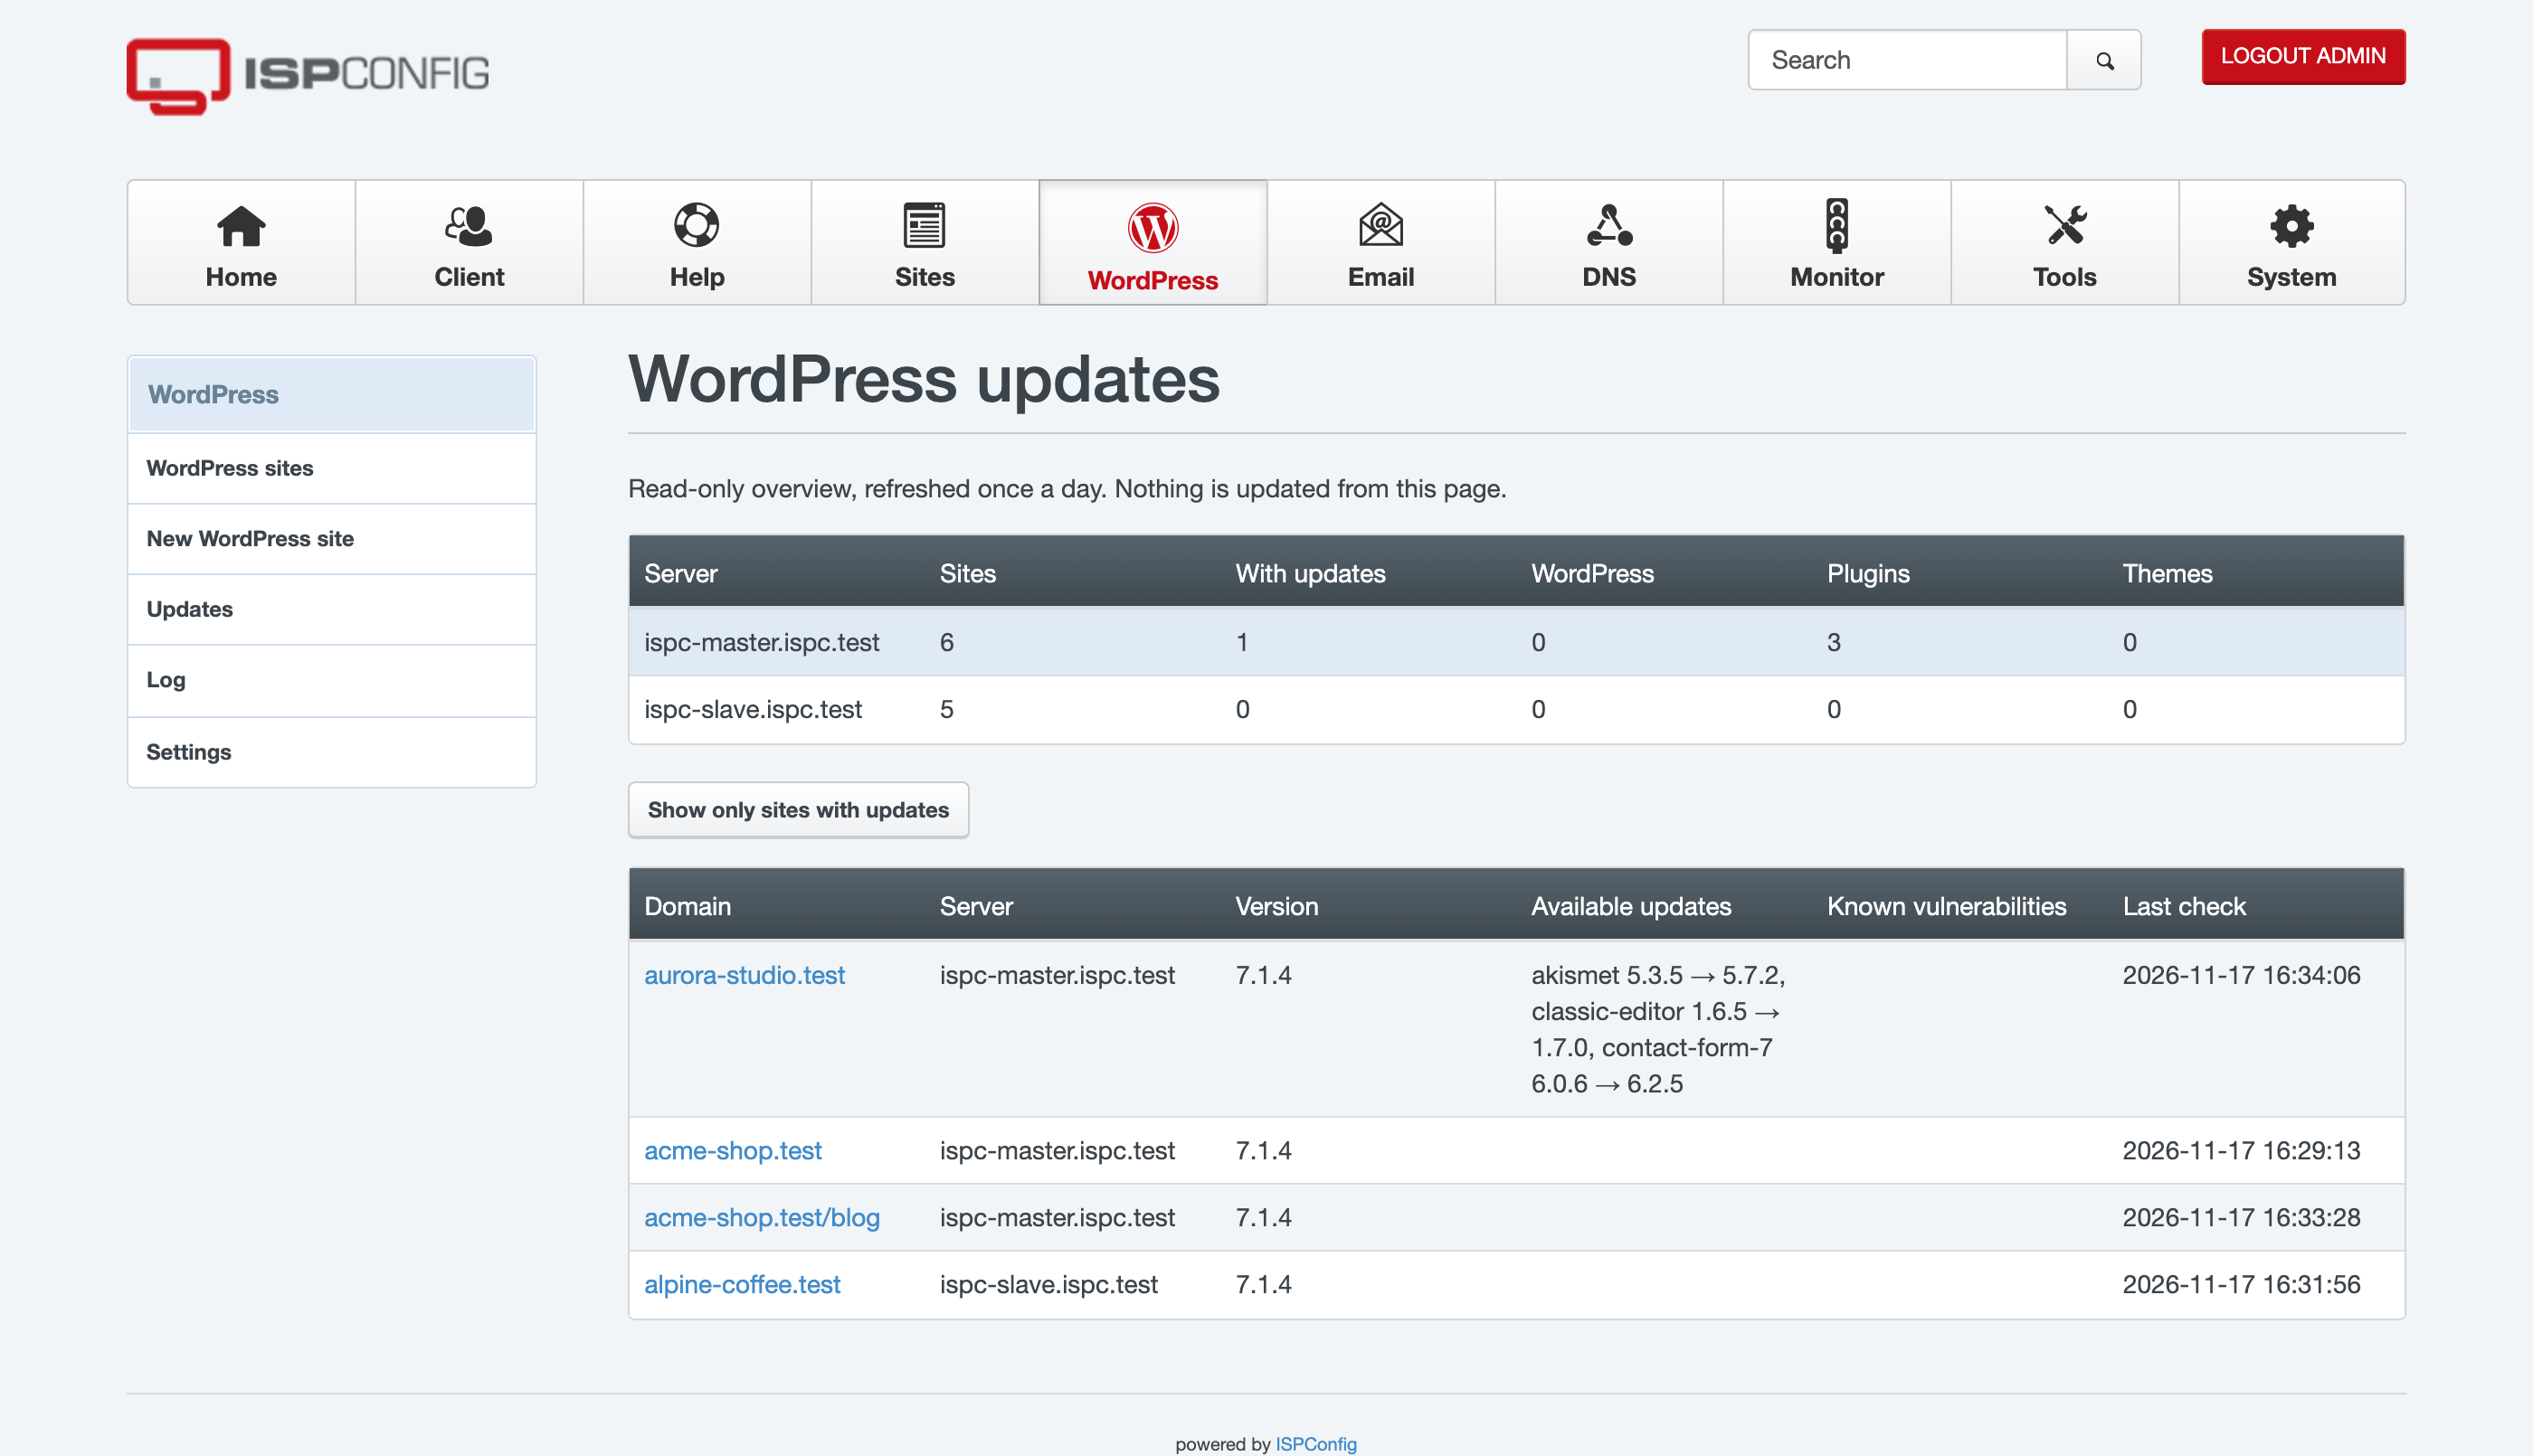 ISPCONFIG
Search
LOGOUT ADMIN
Home
Client
Help
Sites
WordPress
Email
DNS
Monitor
Tools
System
WordPress
WordPress sites
New WordPress site
Updates
Log
Settings
WordPress updates
Read-only overview, refreshed once a day. Nothing is updated from this page.
Server Sites With updates WordPress Plugins Themes
ispc-master.ispc.test 6 1 0 3 0
ispc-slave.ispc.test 5 0 0 0 0
Show only sites with updates
Domain Server Version Available updates Known vulnerabilities Last check
aurora-studio.test ispc-master.ispc.test 7.1.4 akismet 5.3.5 → 5.7.2, 2026-11-17 16:34:06
classic-editor 1.6.5 →
1.7.0, contact-form-7
6.0.6 → 6.2.5
acme-shop.test ispc-master.ispc.test 7.1.4 2026-11-17 16:29:13
acme-shop.test/blog ispc-master.ispc.test 7.1.4 2026-11-17 16:33:28
alpine-coffee.test ispc-slave.ispc.test 7.1.4 2026-11-17 16:31:56
powered by ISPConfig